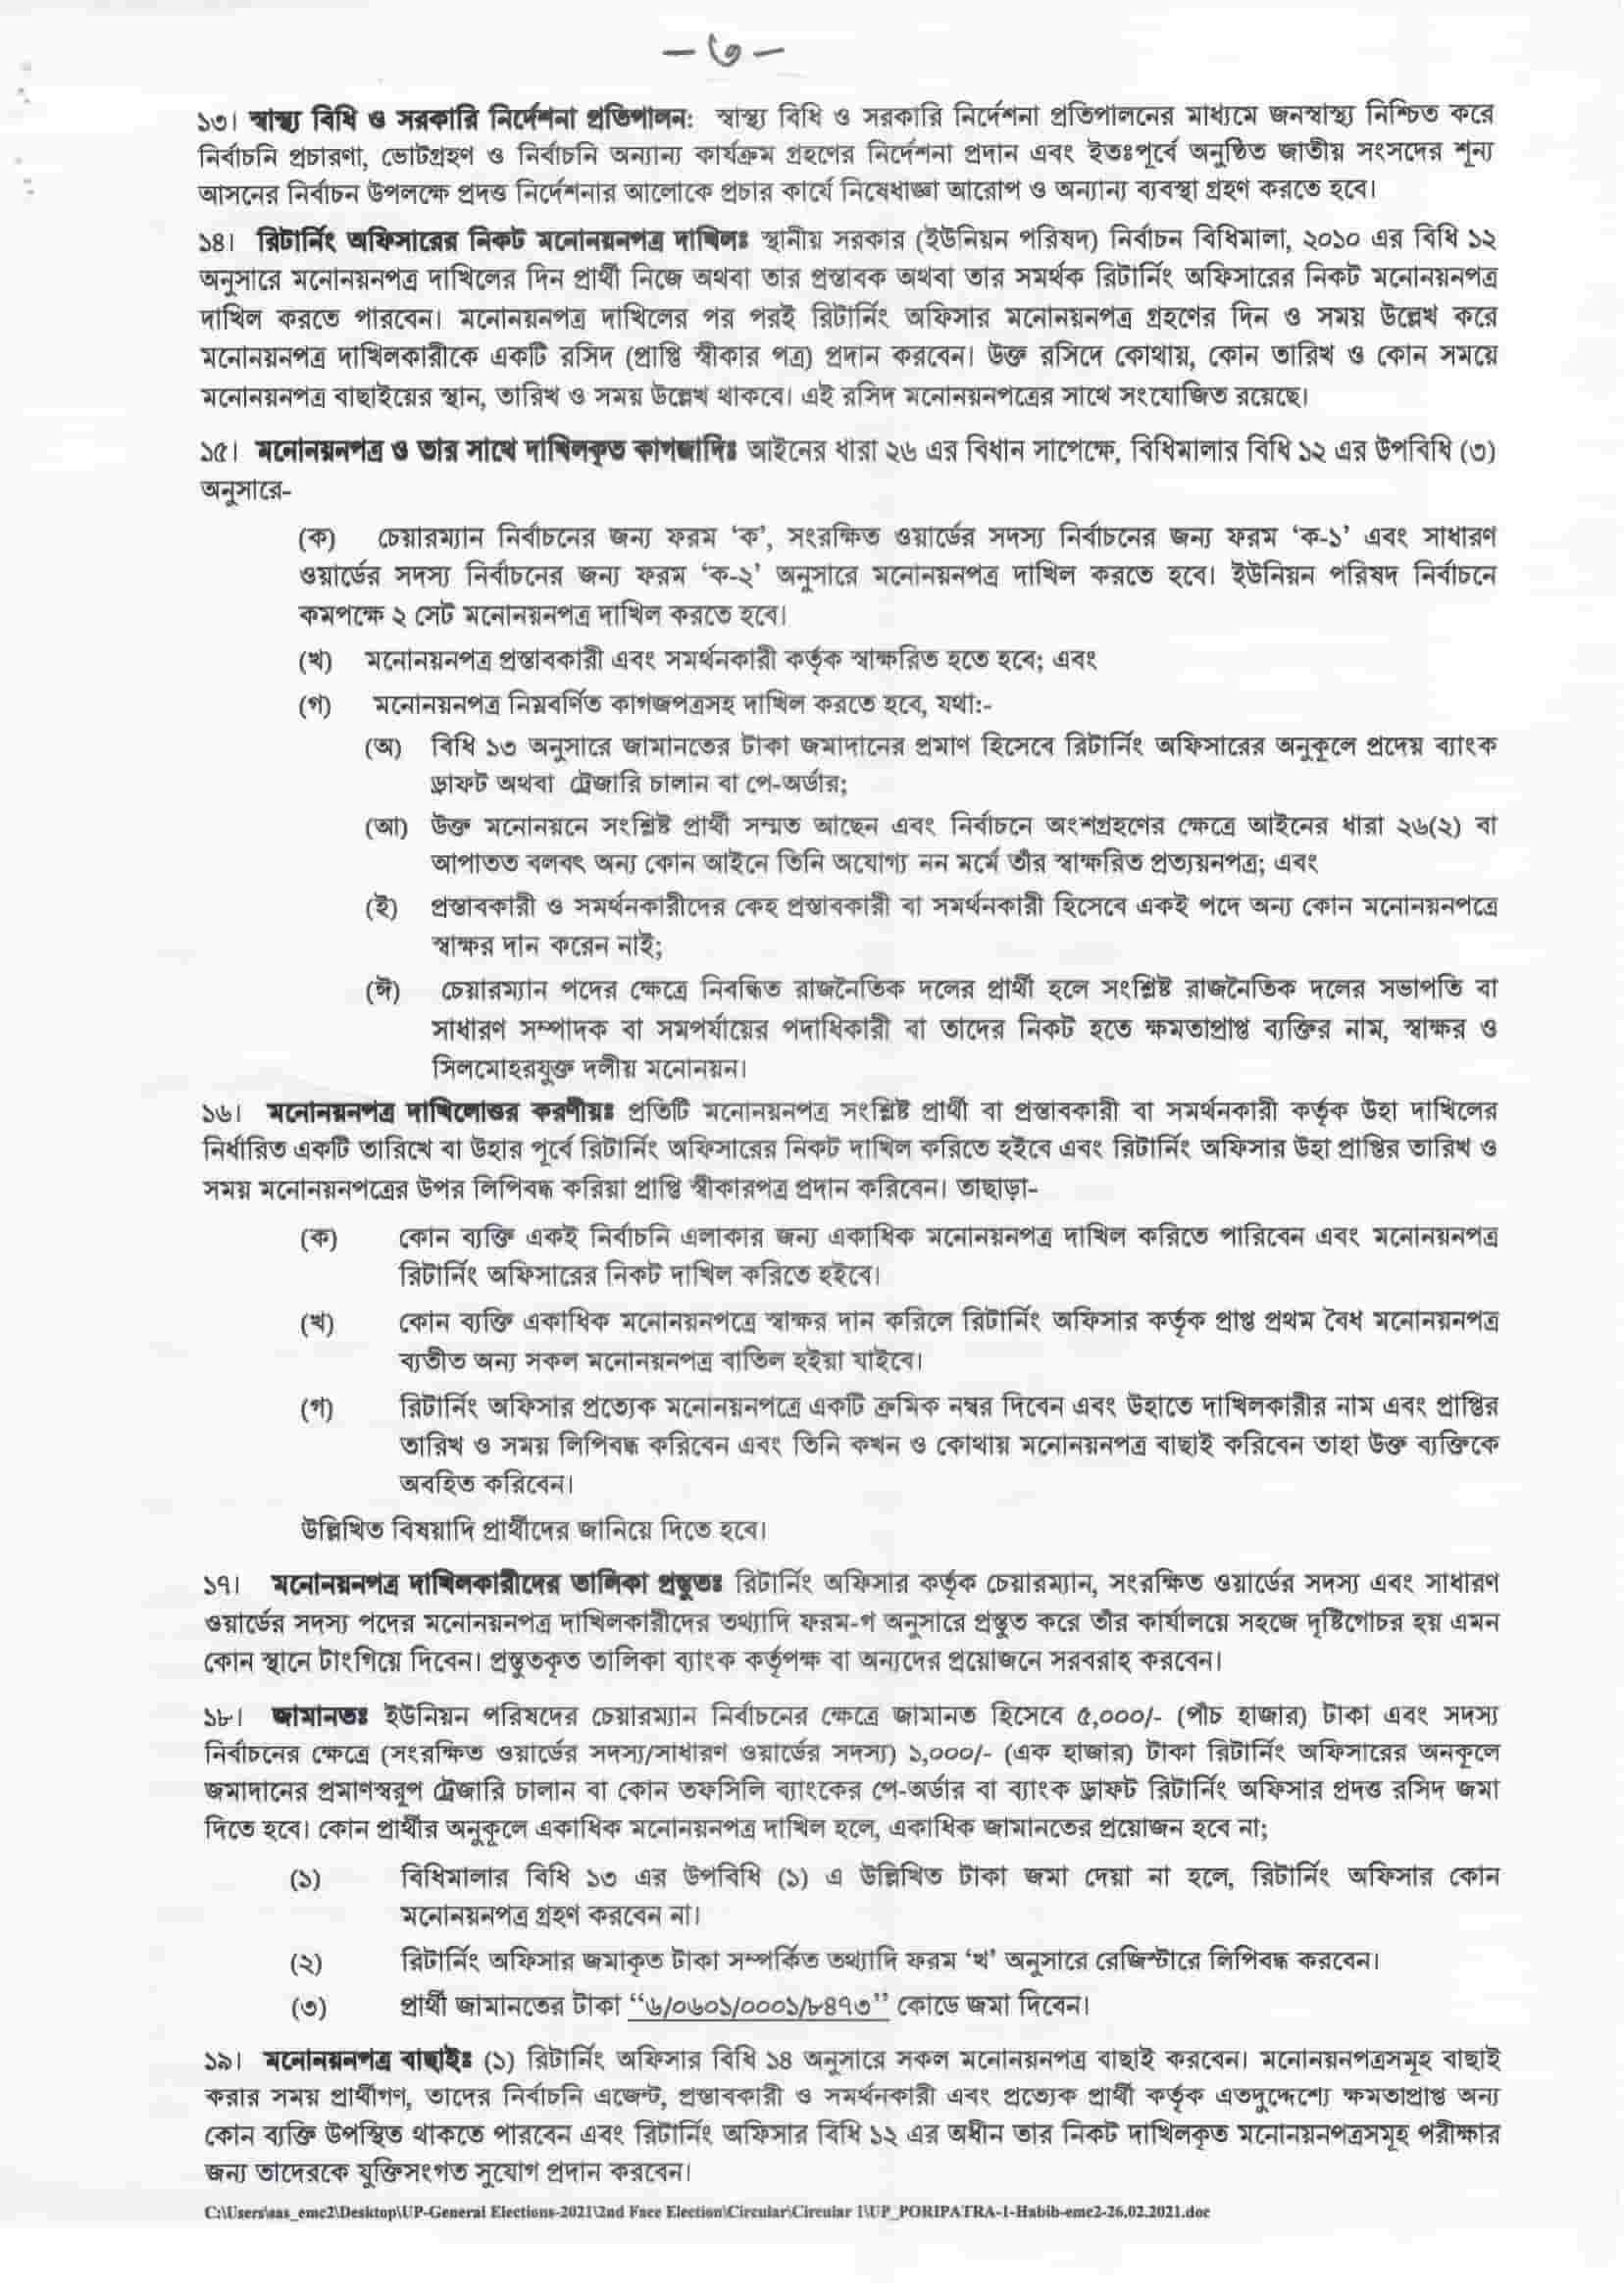 - ৩ -
১৩। স্বাস্থ্য বিধি ও সরকারি নির্দেশনা প্রতিপালন: স্বাস্থ্য বিধি ও সরকারি নির্দেশনা প্রতিপালনের মাধ্যমে জনস্বাস্থ্য নিশ্চিত করে
নির্বাচনি প্রচারণা, ভোটগ্রহণ ও নির্বাচনি অন্যান্য কার্যক্রম গ্রহণের নির্দেশনা প্রদান এবং ইতঃপূর্বে অনুষ্ঠিত জাতীয় সংসদের শূন্য
আসনের নির্বাচন উপলক্ষে প্রদত্ত নির্দেশনার আলোকে প্রচার কার্যে নিষেধাজ্ঞা আরোপ ও অন্যান্য ব্যবস্থা গ্রহণ করতে হবে।
১৪। রিটার্নিং অফিসারের নিকট মনোনয়নপত্র দাখিলঃ স্থানীয় সরকার (ইউনিয়ন পরিষদ) নির্বাচন বিধিমালা, ২০১০ এর বিধি ১২
অনুসারে মনোনয়নপত্র দাখিলের দিন প্রার্থী নিজে অথবা তার প্রস্তাবক অথবা তার সমর্থক রিটার্নিং অফিসারের নিকট মনোনয়নপত্র
দাখিল করতে পারবেন। মনোনয়নপত্র দাখিলের পর পরই রিটার্নিং অফিসার মনোনয়নপত্র গ্রহণের দিন ও সময় উল্লেখ করে
মনোনয়নপত্র দাখিলকারীকে একটি রসিদ (প্রাপ্তি স্বীকার পত্র) প্রদান করবেন। উক্ত রসিদে কোথায়, কোন তারিখ ও কোন সময়ে
মনোনয়নপত্র বাছাইয়ের স্থান, তারিখ ও সময় উল্লেখ থাকবে। এই রসিদ মনোনয়নপত্রের সাথে সংযোজিত রয়েছে।
১৫। মনোনয়নপত্র ও তার সাথে দাখিলকৃত কাগজাদিঃ আইনের ধারা ২৬ এর বিধান সাপেক্ষে, বিধিমালার বিধি ১২ এর উপবিধি (৩)
অনুসারে-
(ক) চেয়ারম্যান নির্বাচনের জন্য ফরম ‘ক’, সংরক্ষিত ওয়ার্ডের সদস্য নির্বাচনের জন্য ফরম ‘ক-১’ এবং সাধারণ
ওয়ার্ডের সদস্য নির্বাচনের জন্য ফরম ‘ক-২’ অনুসারে মনোনয়নপত্র দাখিল করতে হবে। ইউনিয়ন পরিষদ নির্বাচনে
কমপক্ষে ২ সেট মনোনয়নপত্র দাখিল করতে হবে।
(খ) মনোনয়নপত্র প্রস্তাবকারী এবং সমর্থনকারী কর্তৃক স্বাক্ষরিত হতে হবে; এবং
(গ) মনোনয়নপত্র নিম্নবর্ণিত কাগজপত্রসহ দাখিল করতে হবে, যথা:-
(অ) বিধি ১৩ অনুসারে জামানতের টাকা জমাদানের প্রমাণ হিসেবে রিটার্নিং অফিসারের অনুকূলে প্রদেয় ব্যাংক
ড্রাফট অথবা ট্রেজারি চালান বা পে-অর্ডার;
(আ) উক্ত মনোনয়নে সংশ্লিষ্ট প্রার্থী সম্মত আছেন এবং নির্বাচনে অংশগ্রহণের ক্ষেত্রে আইনের ধারা ২৬(২) বা
আপাতত বলবৎ অন্য কোন আইনে তিনি অযোগ্য নন মর্মে তাঁর স্বাক্ষরিত প্রত্যয়নপত্র; এবং
(ই) প্রস্তাবকারী ও সমর্থনকারীদের কেহ প্রস্তাবকারী বা সমর্থনকারী হিসেবে একই পদে অন্য কোন মনোনয়নপত্রে
স্বাক্ষর দান করেন নাই;
(ঈ) চেয়ারম্যান পদের ক্ষেত্রে নিবন্ধিত রাজনৈতিক দলের প্রার্থী হলে সংশ্লিষ্ট রাজনৈতিক দলের সভাপতি বা
সাধারণ সম্পাদক বা সমপর্যায়ের পদাধিকারী বা তাদের নিকট হতে ক্ষমতাপ্রাপ্ত ব্যক্তির নাম, স্বাক্ষর ও
সিলমোহরযুক্ত দলীয় মনোনয়ন।
১৬। মনোনয়নপত্র দাখিলোত্তর করণীয়ঃ প্রতিটি মনোনয়নপত্র সংশ্লিষ্ট প্রার্থী বা প্রস্তাবকারী বা সমর্থনকারী কর্তৃক উহা দাখিলের
নির্ধারিত একটি তারিখে বা উহার পূর্বে রিটার্নিং অফিসারের নিকট দাখিল করিতে হইবে এবং রিটার্নিং অফিসার উহা প্রাপ্তির তারিখ ও
সময় মনোনয়নপত্রের উপর লিপিবদ্ধ করিয়া প্রাপ্তি স্বীকারপত্র প্রদান করিবেন। তাছাড়া-
(ক) কোন ব্যক্তি একই নির্বাচনি এলাকার জন্য একাধিক মনোনয়নপত্র দাখিল করিতে পারিবেন এবং মনোনয়নপত্র
রিটার্নিং অফিসারের নিকট দাখিল করিতে হইবে।
(খ) কোন ব্যক্তি একাধিক মনোনয়নপত্রে স্বাক্ষর দান করিলে রিটার্নিং অফিসার কর্তৃক প্রাপ্ত প্রথম বৈধ মনোনয়নপত্র
ব্যতীত অন্য সকল মনোনয়নপত্র বাতিল হইয়া যাইবে।
(গ) রিটার্নিং অফিসার প্রত্যেক মনোনয়নপত্রে একটি ক্রমিক নম্বর দিবেন এবং উহাতে দাখিলকারীর নাম এবং প্রাপ্তির
তারিখ ও সময় লিপিবদ্ধ করিবেন এবং তিনি কখন ও কোথায় মনোনয়নপত্র বাছাই করিবেন তাহা উক্ত ব্যক্তিকে
অবহিত করিবেন।
উল্লিখিত বিষয়াদি প্রার্থীদের জানিয়ে দিতে হবে।
১৭। মনোনয়নপত্র দাখিলকারীদের তালিকা প্রস্তুতঃ রিটার্নিং অফিসার কর্তৃক চেয়ারম্যান, সংরক্ষিত ওয়ার্ডের সদস্য এবং সাধারণ
ওয়ার্ডের সদস্য পদের মনোনয়নপত্র দাখিলকারীদের তথ্যাদি ফরম-গ অনুসারে প্রস্তুত করে তাঁর কার্যালয়ে সহজে দৃষ্টিগোচর হয় এমন
কোন স্থানে টাংগিয়ে দিবেন। প্রস্তুতকৃত তালিকা ব্যাংক কর্তৃপক্ষ বা অন্যদের প্রয়োজনে সরবরাহ করবেন।
১৮। জামানতঃ ইউনিয়ন পরিষদের চেয়ারম্যান নির্বাচনের ক্ষেত্রে জামানত হিসেবে ৫,০০০/- (পাঁচ হাজার) টাকা এবং সদস্য
নির্বাচনের ক্ষেত্রে (সংরক্ষিত ওয়ার্ডের সদস্য/সাধারণ ওয়ার্ডের সদস্য) ১,০০০/- (এক হাজার) টাকা রিটার্নিং অফিসারের অনকূলে
জমাদানের প্রমাণস্বরূপ ট্রেজারি চালান বা কোন তফসিলি ব্যাংকের পে-অর্ডার বা ব্যাংক ড্রাফট রিটার্নিং অফিসার প্রদত্ত রসিদ জমা
দিতে হবে। কোন প্রার্থীর অনুকূলে একাধিক মনোনয়নপত্র দাখিল হলে, একাধিক জামানতের প্রয়োজন হবে না;
(১) বিধিমালার বিধি ১৩ এর উপবিধি (১) এ উল্লিখিত টাকা জমা দেয়া না হলে, রিটার্নিং অফিসার কোন
মনোনয়নপত্র গ্রহণ করবেন না।
(২) রিটার্নিং অফিসার জমাকৃত টাকা সম্পর্কিত তথ্যাদি ফরম ‘খ’ অনুসারে রেজিস্টারে লিপিবদ্ধ করবেন।
(৩) প্রার্থী জামানতের টাকা “৬/০৬০১/০০০১/৮৪৭৩” কোডে জমা দিবেন।
১৯। মনোনয়নপত্র বাছাইঃ (১) রিটার্নিং অফিসার বিধি ১৪ অনুসারে সকল মনোনয়নপত্র বাছাই করবেন। মনোনয়নপত্রসমূহ বাছাই
করার সময় প্রার্থীগণ, তাদের নির্বাচনি এজেন্ট, প্রস্তাবকারী ও সমর্থনকারী এবং প্রত্যেক প্রার্থী কর্তৃক এতদুদ্দেশ্যে ক্ষমতাপ্রাপ্ত অন্য
কোন ব্যক্তি উপস্থিত থাকতে পারবেন এবং রিটার্নিং অফিসার বিধি ১২ এর অধীন তার নিকট দাখিলকৃত মনোনয়নপত্রসমূহ পরীক্ষার
জন্য তাদেরকে যুক্তিসংগত সুযোগ প্রদান করবেন।
C:\Users\sas_emc2\Desktop\UP-General Elections-2021\2nd Face Election\Circular\Circular 1\UP_PORIPATRA-1-Habib-emc2-26.02.2021.doc